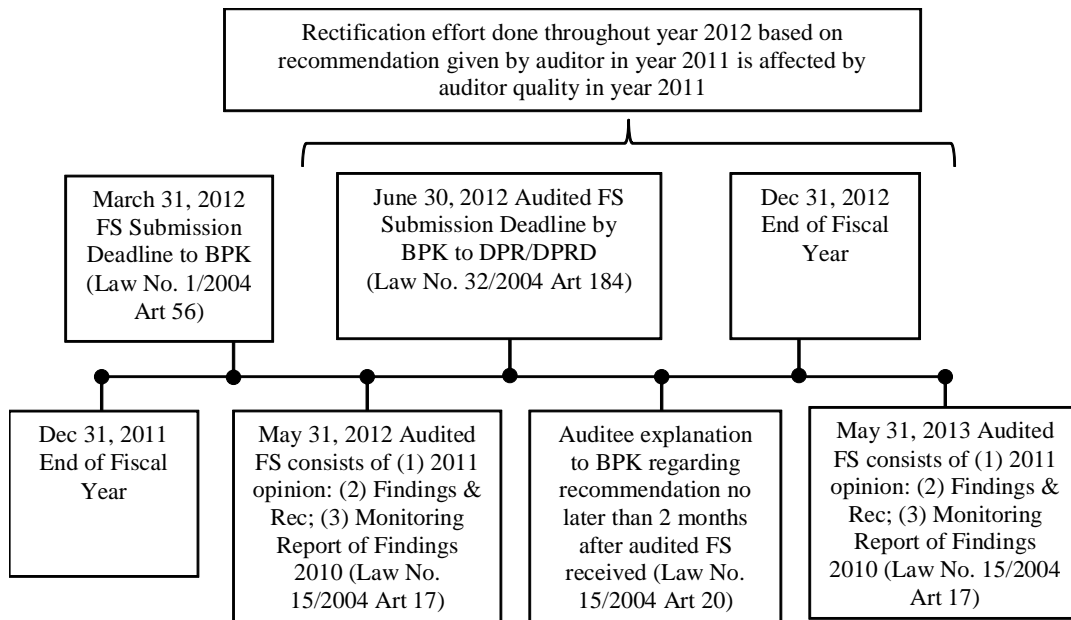 Rectification effort done throughout year 2012 based on
recommendation given by auditor in year 2011 is affected by
auditor quality in year 2011
March 31, 2012
FS Submission
Deadline to BPK
(Law No. 1/2004
Art 56)
June 30, 2012 Audited FS
Submission Deadline by
BPK to DPR/DPRD
(Law No. 32/2004 Art 184)
Dec 31, 2012
End of Fiscal
Year
Dec 31, 2011
End of Fiscal
Year
May 31, 2012 Audited
FS consists of (1) 2011
opinion: (2) Findings &
Rec; (3) Monitoring
Report of Findings
2010 (Law No.
15/2004 Art 17)
Auditee explanation
to BPK regarding
recommendation no
later than 2 months
after audited FS
received (Law No.
15/2004 Art 20)
May 31, 2013 Audited
FS consists of (1) 2011
opinion: (2) Findings &
Rec; (3) Monitoring
Report of Findings
2010 (Law No. 15/2004
Art 17)